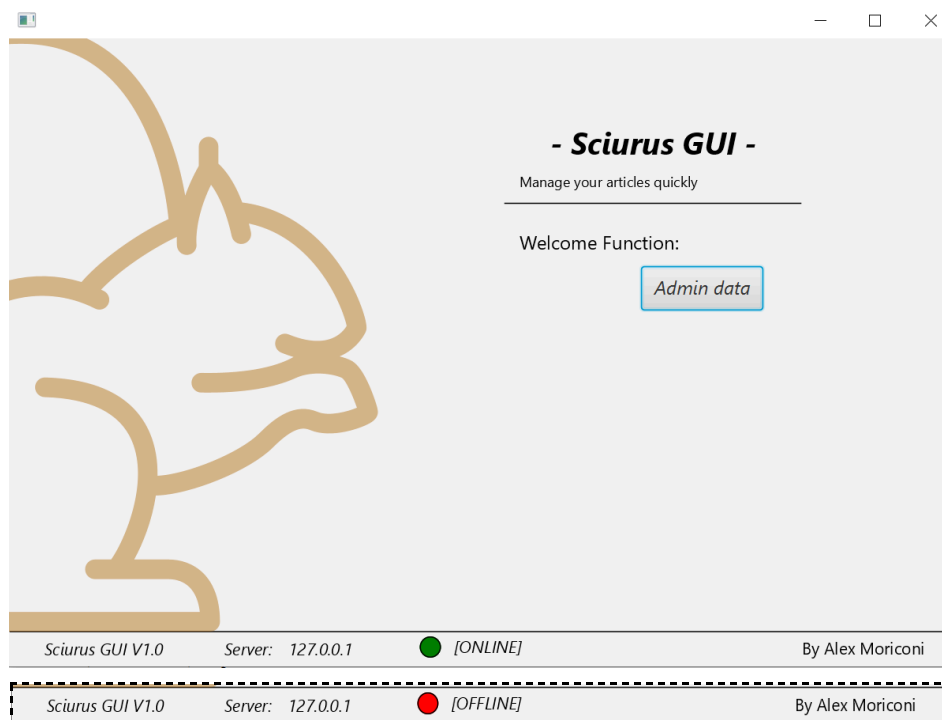 - Sciurus GUI -
Manage your articles quickly
Welcome Function:
Admin data
Sciurus GUI V1.0 Server: 127.0.0.1 [ONLINE] By Alex Moriconi
Sciurus GUI V1.0 Server: 127.0.0.1 [OFFLINE] By Alex Moriconi